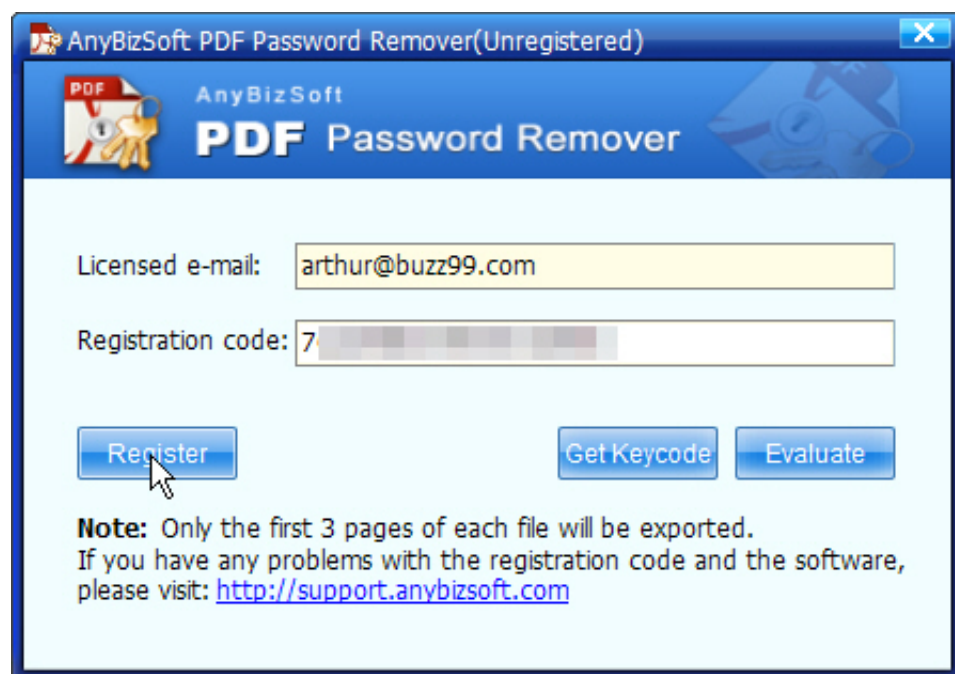 AnyBizSoft PDF Password Remover(Unregistered)
PDF
AnyBizSoft
PDF Password Remover
Licensed e-mail: arthur@buzz99.com
Registration code: 7
Register Get Keycode Evaluate
Note: Only the first 3 pages of each file will be exported.
If you have any problems with the registration code and the software,
please visit: http://support.anybizsoft.com